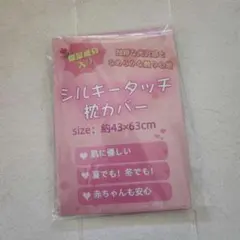 シルキータッチ
枕カバー
size：約43×63cm
肌に優しい
夏でも!冬でも!
赤ちゃんも安心